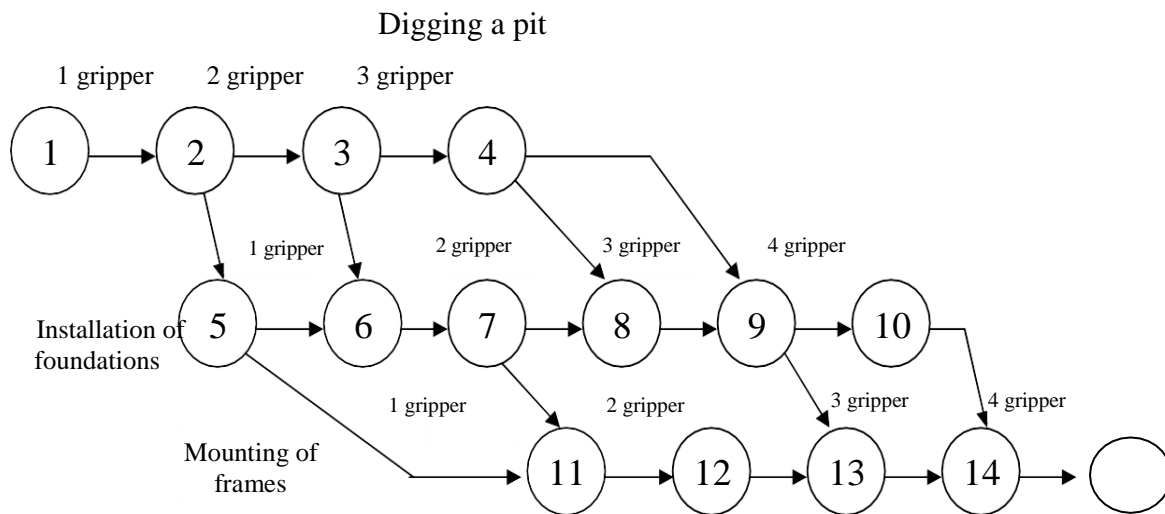 Digging a pit
1 gripper
2 gripper
3 gripper
1
2
3
4
1 gripper
2 gripper
3 gripper
4 gripper
Installation of
foundations
5
6
7
8
9
10
1 gripper
2 gripper
3 gripper
4 gripper
Mounting of
frames
11
12
13
14